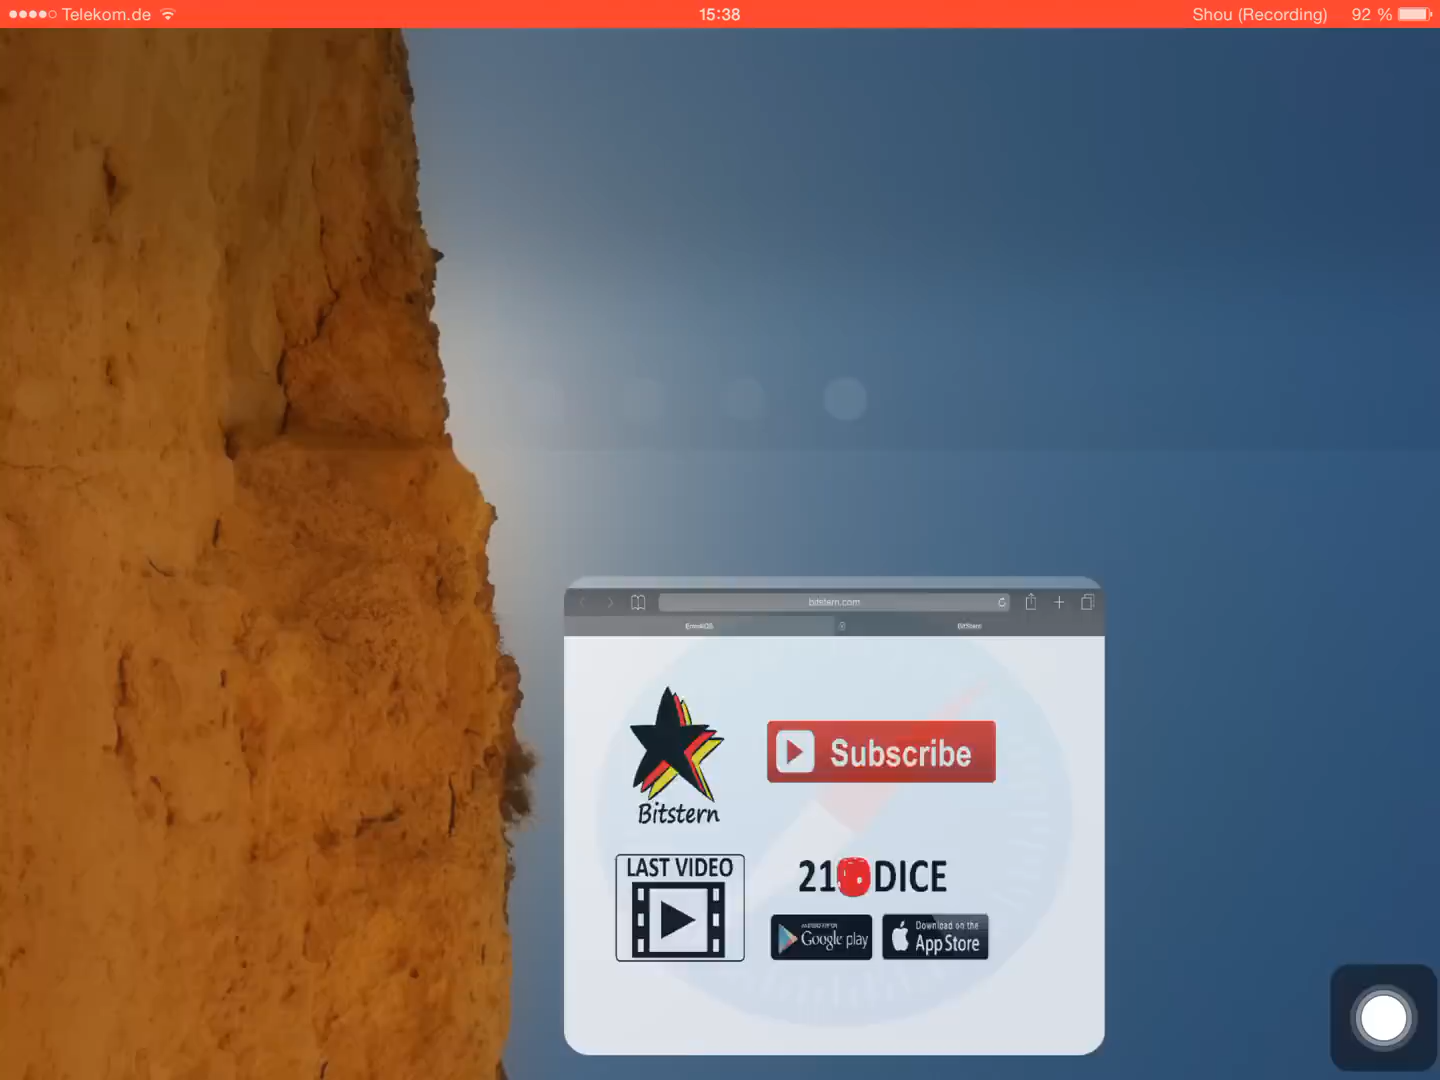 Telekom.de
15:38
Shou (Recording)
92 %
bitstern.com
BitStern
Bitstern
Subscribe
LAST VIDEO
21 DICE
Google play
Download on the
App Store